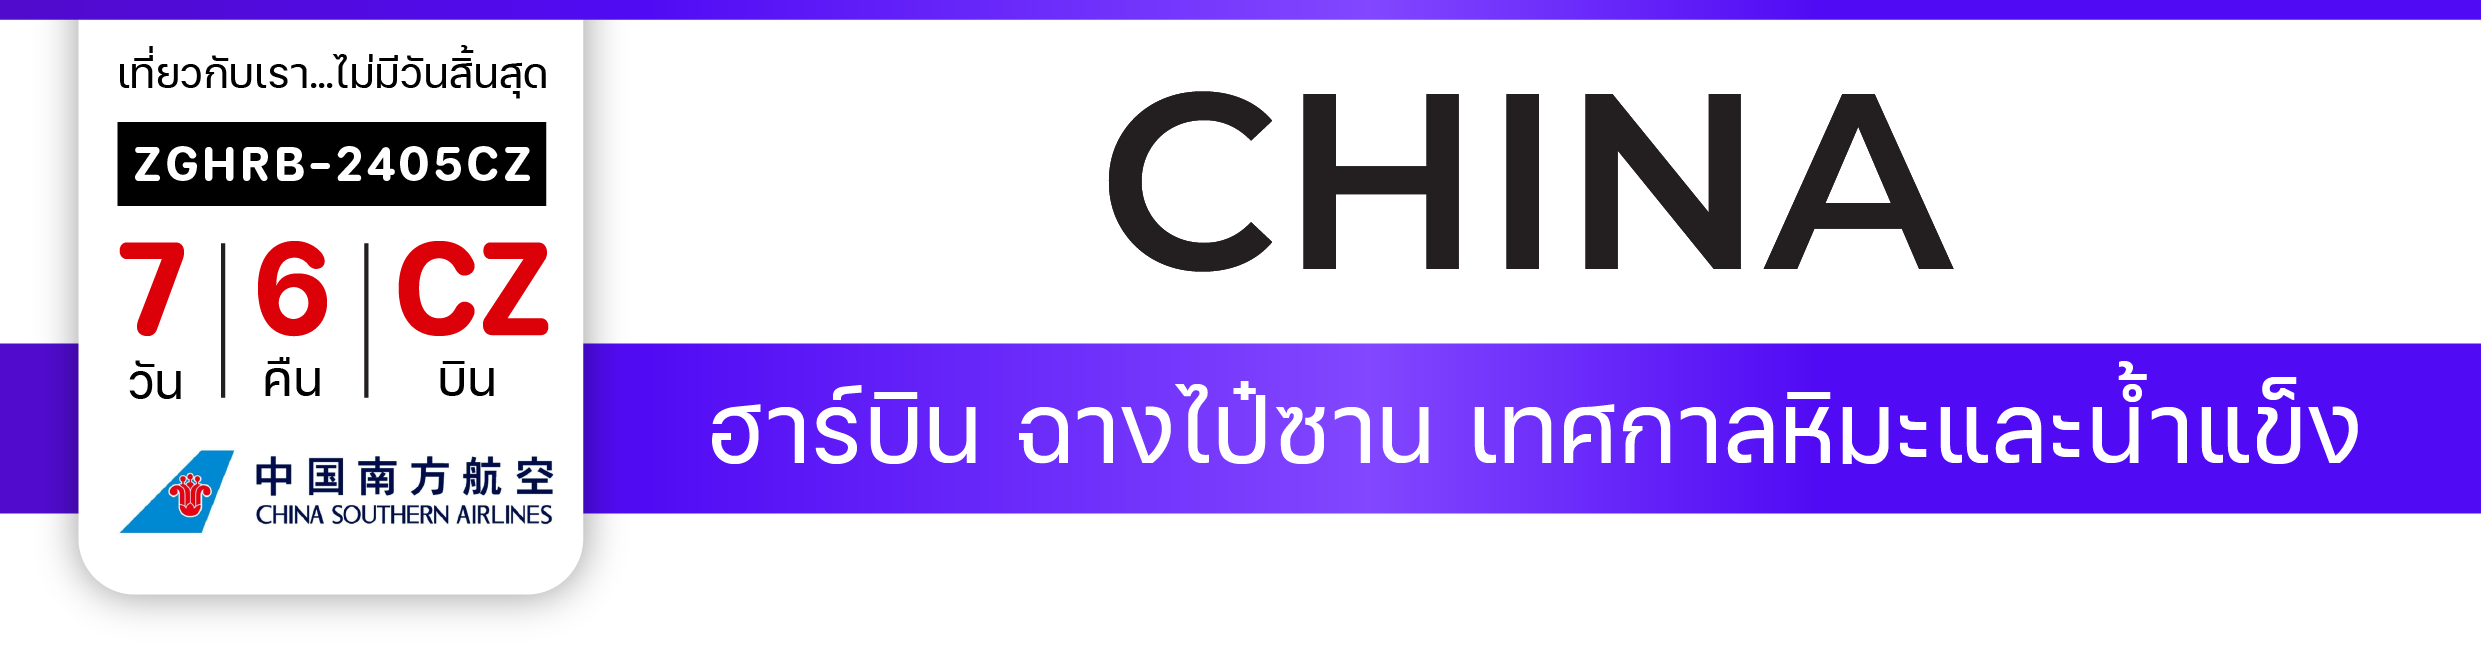 เที่ยวกับเรา...ไม่มีวันสิ้นสุด
ZGHRB-2405CZ
7 วัน
6 คืน
CZ บิน
中国南方航空
CHINA SOUTHERN AIRLINES
CHINA
ฮาร์บิน ฉางไป๋ซาน เทศกาลหิมะและน้ำแข็ง